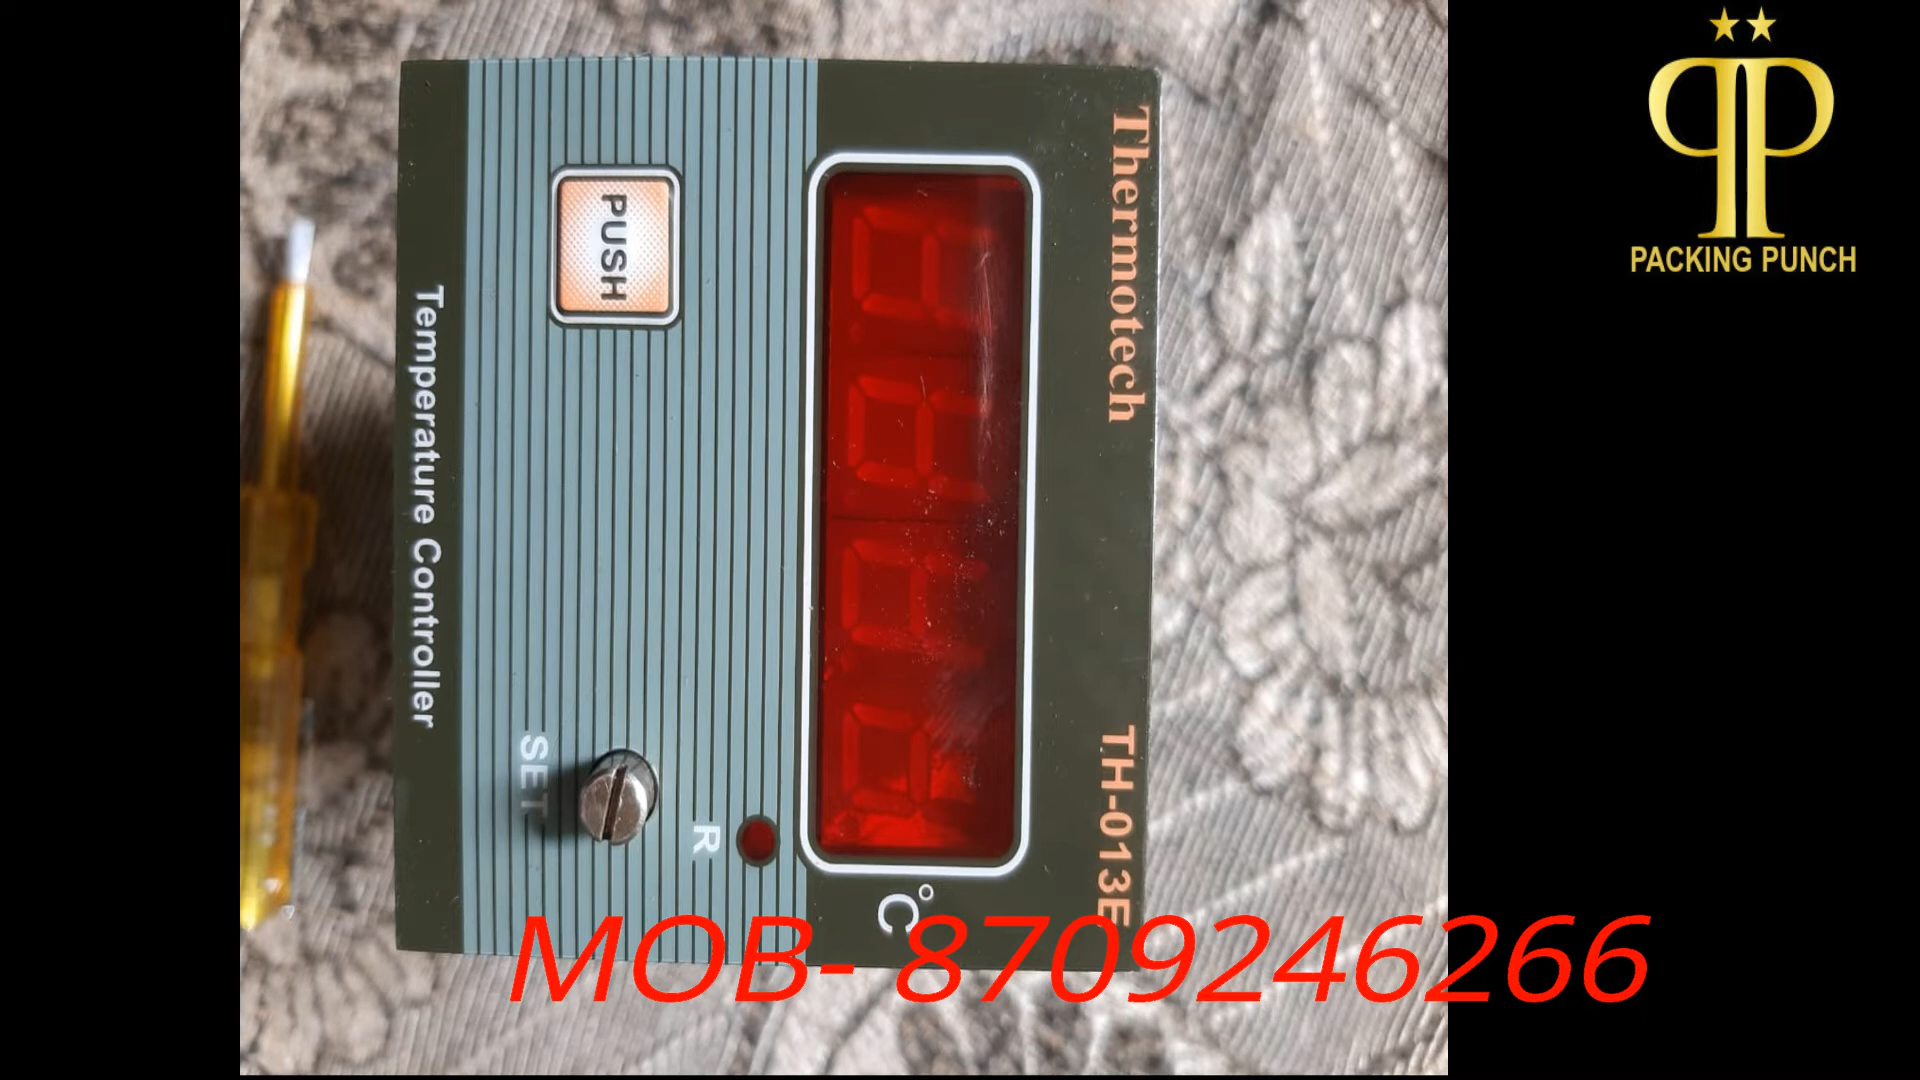 Thermotech TH-013E
°C
R
PUSH
SET
Temperature Controller
PACKING PUNCH
MOB- 8709246266